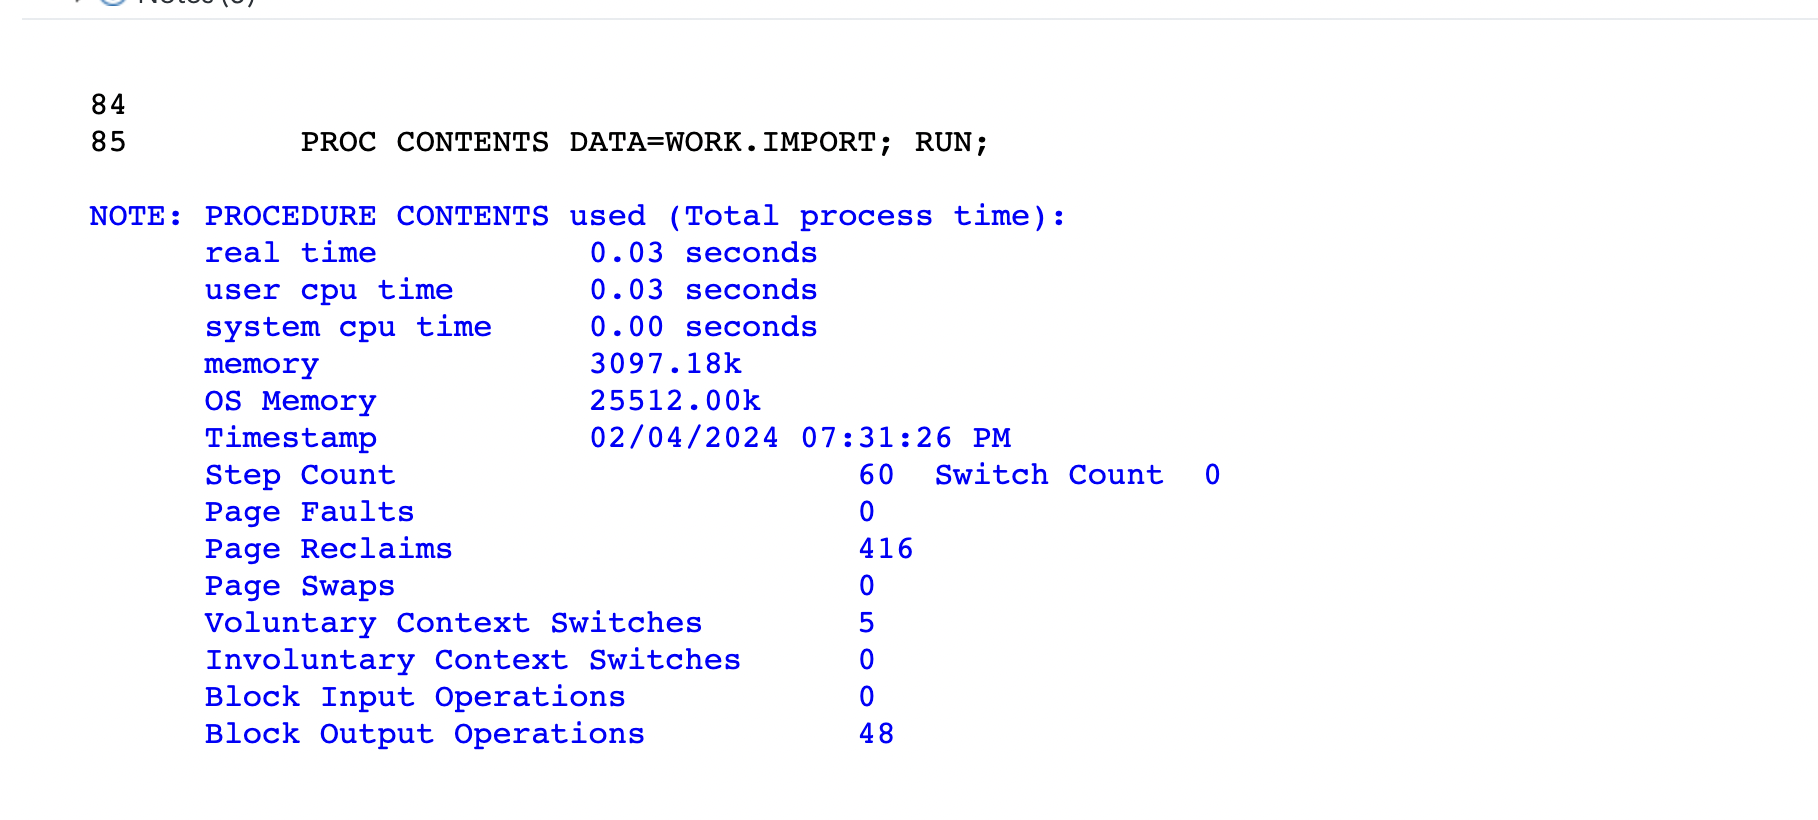 84
85 PROC CONTENTS DATA=WORK.IMPORT; RUN;
NOTE: PROCEDURE CONTENTS used (Total process time):
real time 0.03 seconds
user cpu time 0.03 seconds
system cpu time 0.00 seconds
memory 3097.18k
OS Memory 25512.00k
Timestamp 02/04/2024 07:31:26 PM
Step Count 60 Switch Count 0
Page Faults 0
Page Reclaims 416
Page Swaps 0
Voluntary Context Switches 5
Involuntary Context Switches 0
Block Input Operations 0
Block Output Operations 48